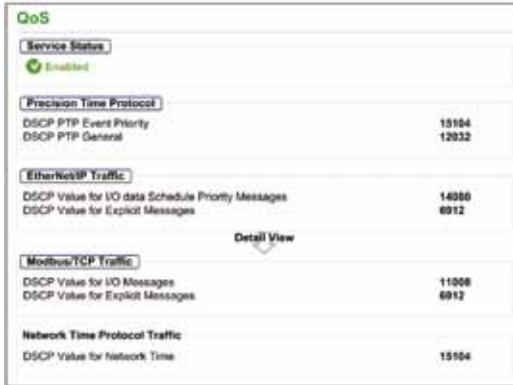 QoS
Service Status
Enabled
Precision Time Protocol
DSCP PTP Event Priority 15104
DSCP PTP General 12032
EtherNet/IP Traffic
DSCP Value for I/O data Schedule Priority Messages 14080
DSCP Value for Explicit Messages 6912
Detail View
Modbus/TCP Traffic
DSCP Value for I/O Messages 11008
DSCP Value for Explicit Messages 6912
Network Time Protocol Traffic
DSCP Value for Network Time 15104